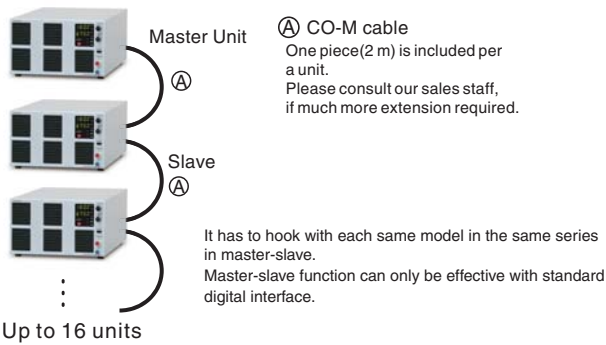 Master Unit
Ⓐ CO-M cable
One piece(2 m) is included per
a unit.
Please consult our sales staff,
if much more extension required.
Ⓐ
Slave
Ⓐ
It has to hook with each same model in the same series
in master-slave.
Master-slave function can only be effective with standard
digital interface.
Up to 16 units